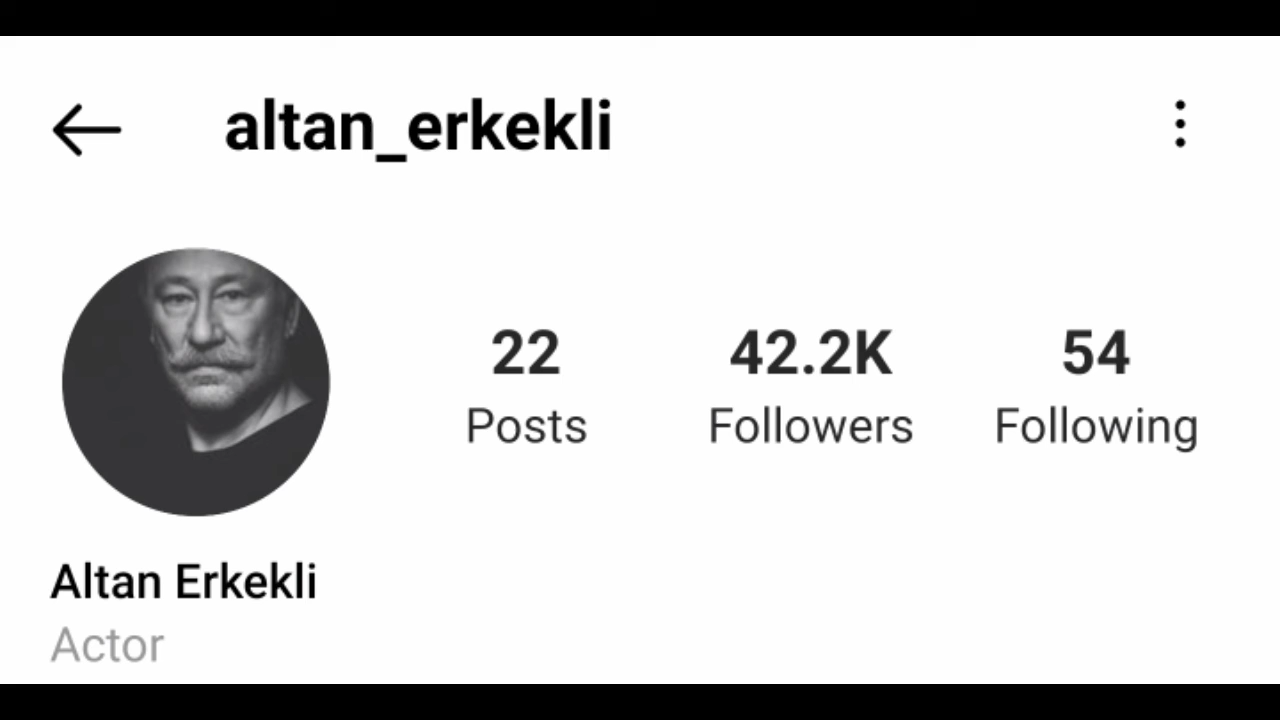 altan_erkekli
22 42.2K 54
Posts Followers Following
Altan Erkekli
Actor